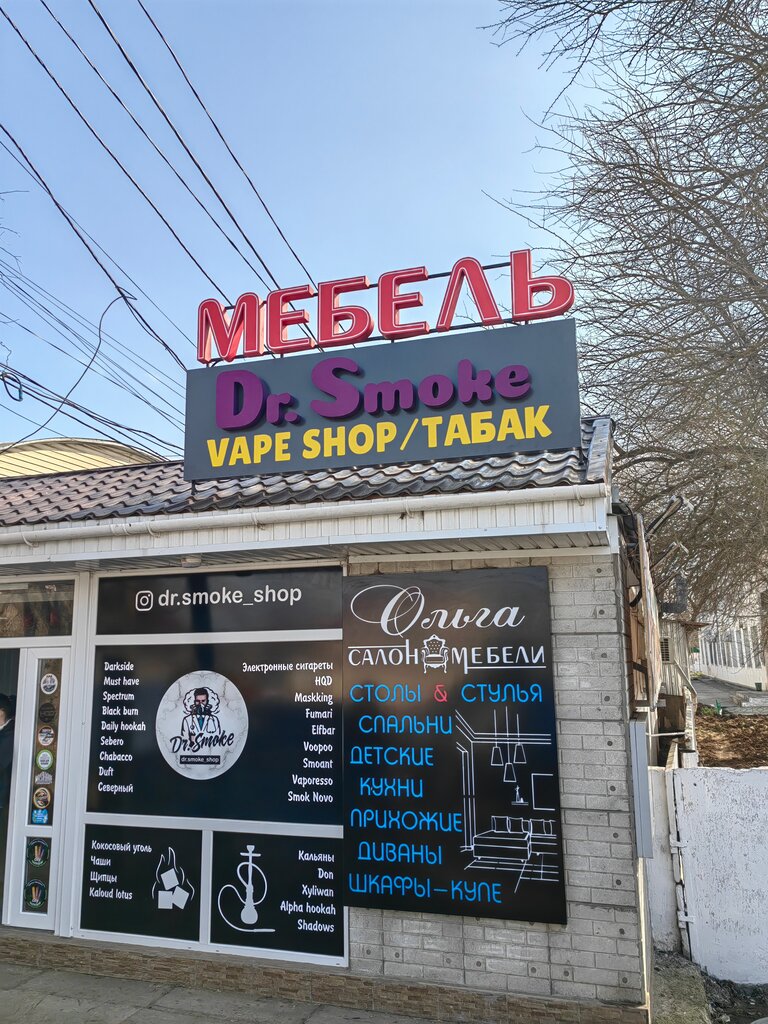 МЕБЕЛЬ
Dr. Smoke
VAPE SHOP/ТАБАК
dr.smoke_shop
Darkside
Must have
Spectrum
Black burn
Daily hookah
Sebero
Chabacco
Duft
Северный
Dr.Smoke
dr.smoke_shop
Электронные сигареты
HQD
Maskking
Fumari
Elfbar
Voopoo
Smoant
Vaporesso
Smok Novo
Кокосовый уголь
Чаши
Щипцы
Kaloud lotus
Кальяны
Don
Xyliwan
Alpha hookah
Shadows
Ольга
САЛОН МЕБЕЛИ
СТОЛЫ & СТУЛЬЯ
СПАЛЬНИ
ДЕТСКИЕ
КУХНИ
ПРИХОЖИЕ
ДИВАНЫ
ШКАФЫ-КУПЕ